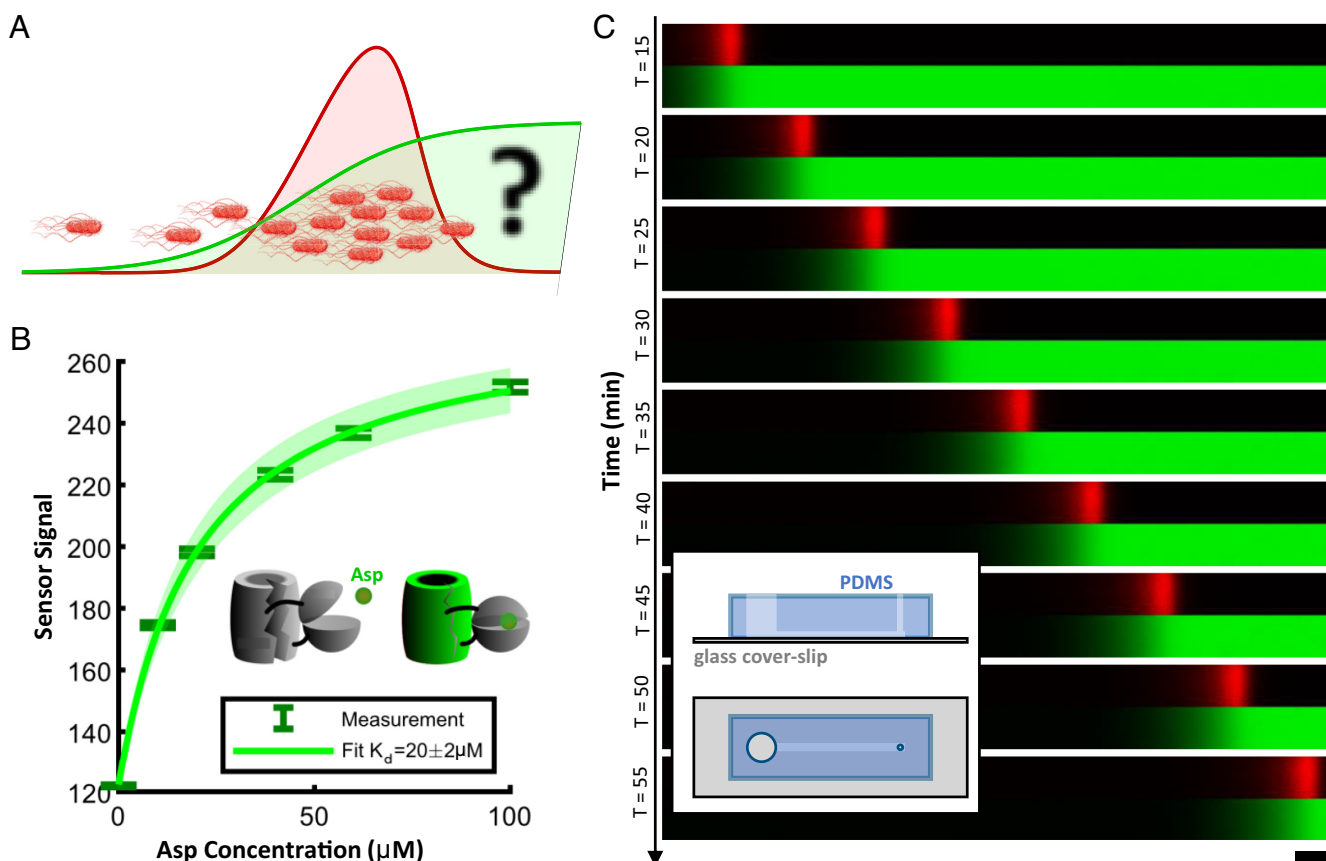 A
?
B
260
240
220
200
180
160
140
120
0
50
100
Sensor Signal
Asp Concentration (μM)
Asp
Measurement
Fit K_d=20±2μM
C
Time (min)
T = 15
T = 20
T = 25
T = 30
T = 35
T = 40
T = 45
T = 50
T = 55
PDMS
glass cover-slip